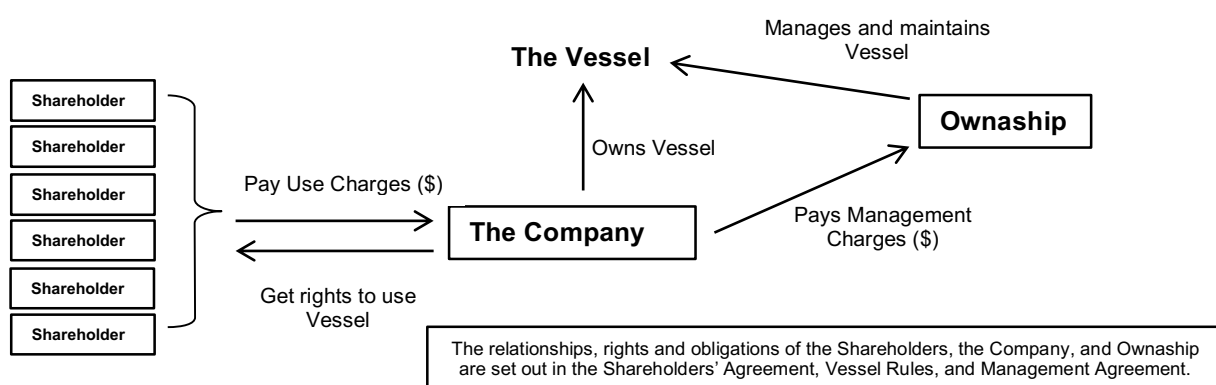 Manages and maintains
Vessel
The Vessel
Shareholder
Ownaship
Shareholder
Owns Vessel
Pay Use Charges ($)
Shareholder
Pays Management
Charges ($)
The Company
Shareholder
Shareholder
Get rights to use
Vessel
Shareholder
The relationships, rights and obligations of the Shareholders, the Company, and Ownaship
are set out in the Shareholders’ Agreement, Vessel Rules, and Management Agreement.